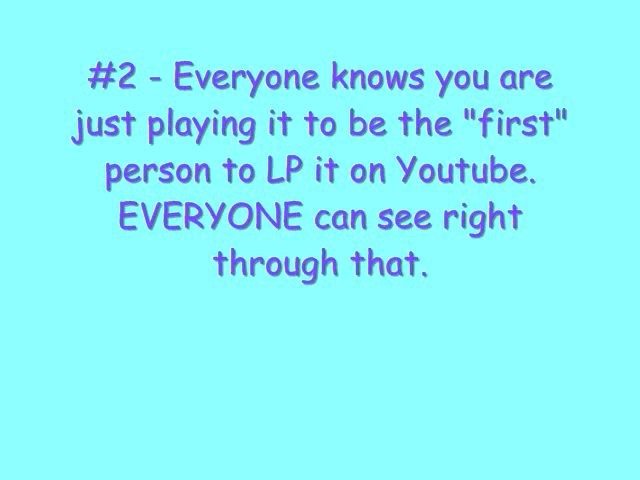 #2 - Everyone knows you are
just playing it to be the "first"
person to LP it on Youtube.
EVERYONE can see right
through that.